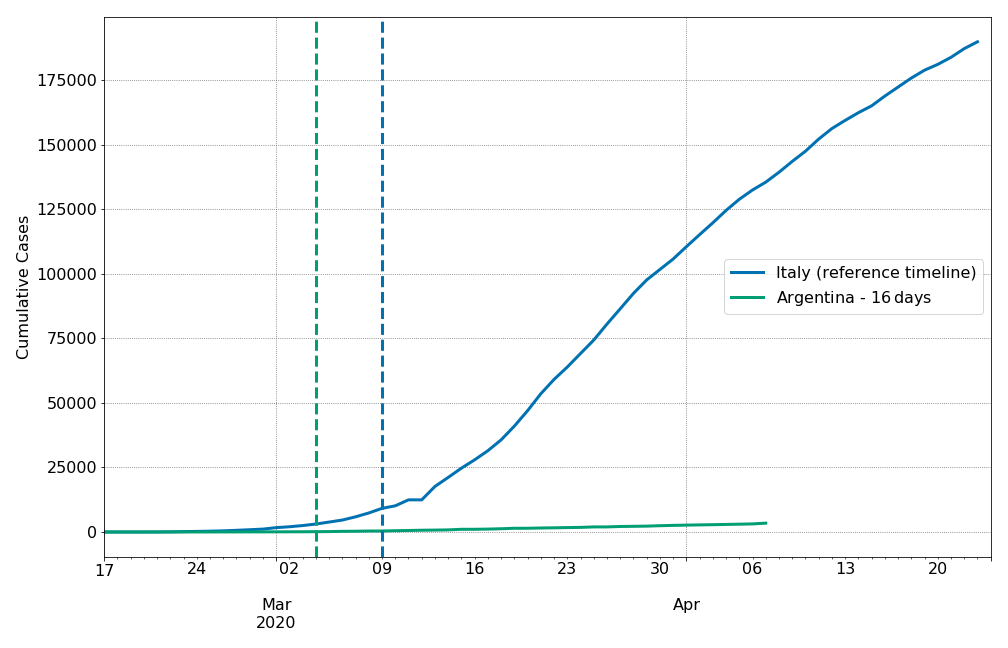 175000
150000
125000
100000
75000
50000
25000
0
Cumulative Cases
Italy (reference timeline)
Argentina - 16 days
17 24 02 09 16 23 30 06 13 20
Mar Apr
2020